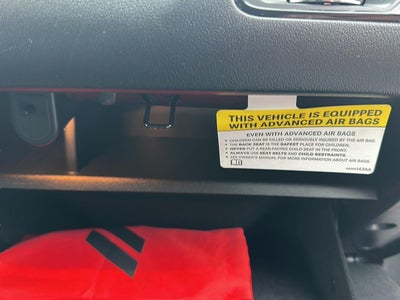 THIS VEHICLE IS EQUIPPED
WITH ADVANCED AIR BAGS
EVEN WITH ADVANCED AIR BAGS
• CHILDREN CAN BE KILLED OR SERIOUSLY INJURED BY THE AIR BAG.
• THE BACK SEAT IS THE SAFEST PLACE FOR CHILDREN.
• NEVER PUT A REAR-FACING CHILD SEAT IN THE FRONT.
• ALWAYS USE SEAT BELTS AND CHILD RESTRAINTS.
• SEE OWNER'S MANUAL FOR MORE INFORMATION ABOUT AIR BAGS.